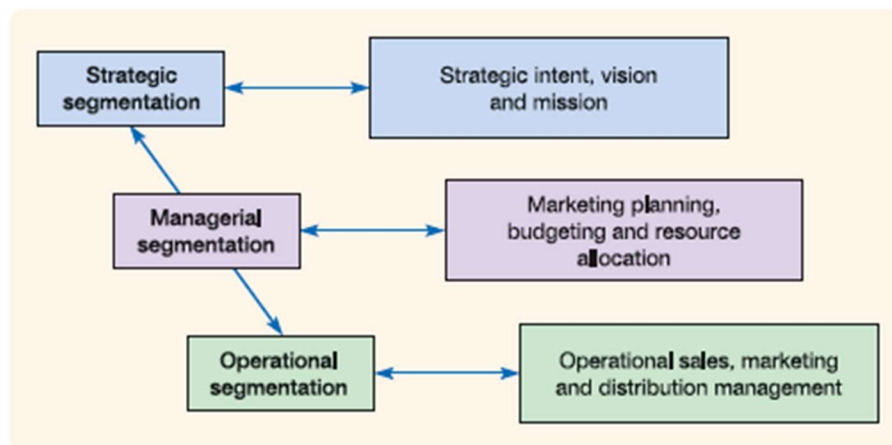 Strategic
segmentation
Strategic intent, vision
and mission
Managerial
segmentation
Marketing planning,
budgeting and resource
allocation
Operational
segmentation
Operational sales, marketing
and distribution management